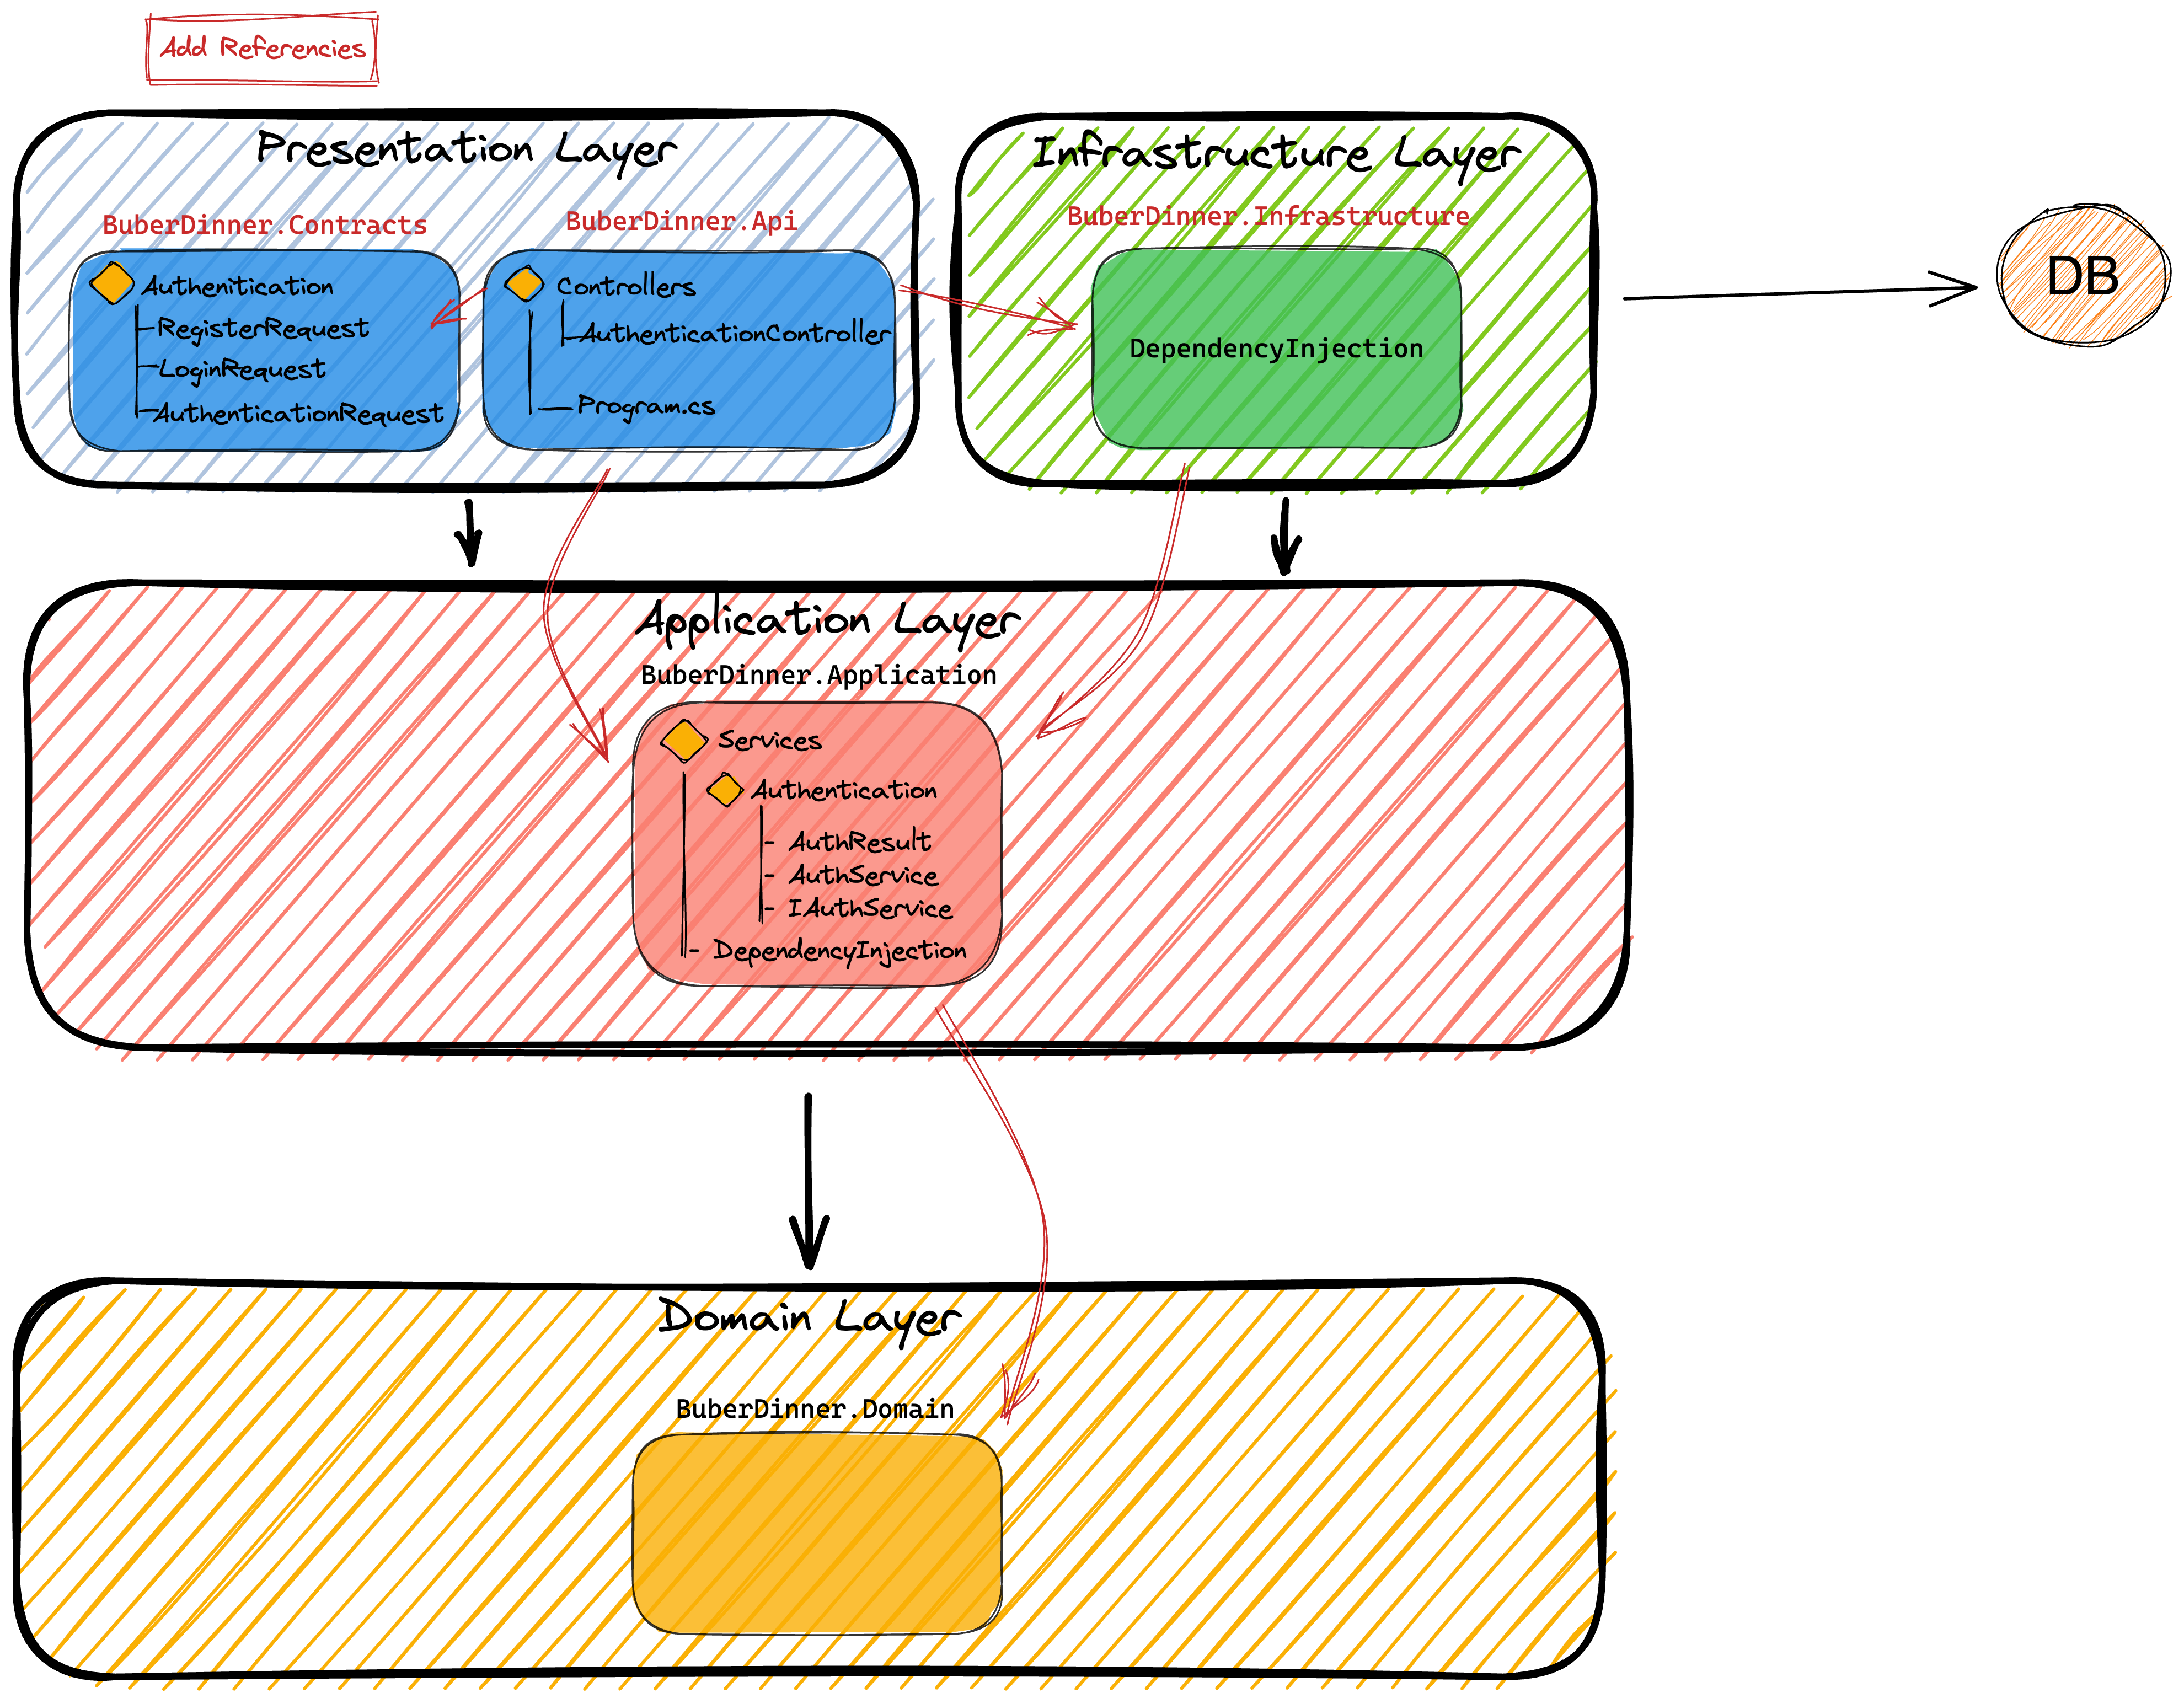 Add Referencies
Presentation Layer
BuberDinner.Contracts
Authenitication
RegisterRequest
LoginRequest
AuthenticationRequest
BuberDinner.Api
Controllers
AuthenticationController
Program.cs
Infrastructure Layer
BuberDinner.Infrastructure
DependencyInjection
DB
Application Layer
BuberDinner.Application
Services
Authentication
- AuthResult
- AuthService
- IAuthService
- DependencyInjection
Domain Layer
BuberDinner.Domain